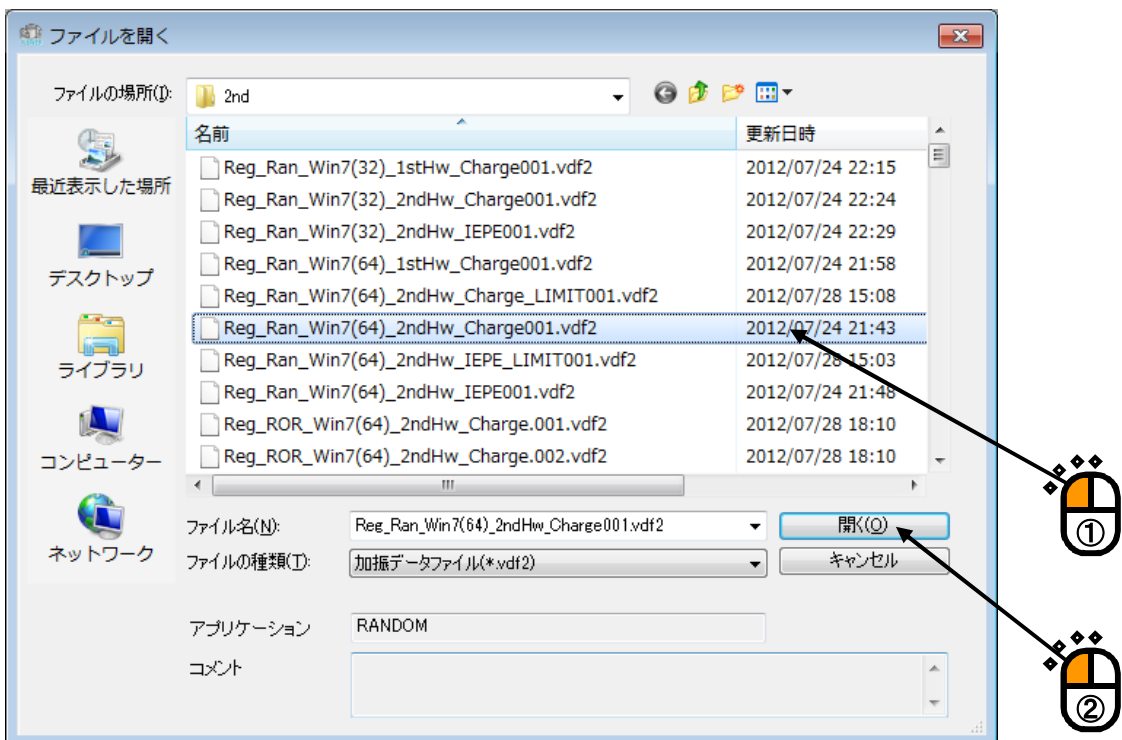 ファイルを開く
ファイルの場所(I):
2nd
名前
更新日時
Reg_Ran_Win7(32)_1stHw_Charge001.vdf2
2012/07/24 22:15
Reg_Ran_Win7(32)_2ndHw_Charge001.vdf2
2012/07/24 22:24
Reg_Ran_Win7(32)_2ndHw_IEPE001.vdf2
2012/07/24 22:29
Reg_Ran_Win7(64)_1stHw_Charge001.vdf2
2012/07/24 21:58
Reg_Ran_Win7(64)_2ndHw_Charge_LIMIT001.vdf2
2012/07/28 15:08
Reg_Ran_Win7(64)_2ndHw_Charge001.vdf2
2012/07/24 21:43
Reg_Ran_Win7(64)_2ndHw_IEPE_LIMIT001.vdf2
2012/07/28 15:03
Reg_Ran_Win7(64)_2ndHw_IEPE001.vdf2
2012/07/24 21:48
Reg_ROR_Win7(64)_2ndHw_Charge.001.vdf2
2012/07/28 18:10
Reg_ROR_Win7(64)_2ndHw_Charge.002.vdf2
2012/07/28 18:10
最近表示した場所
デスクトップ
ライブラリ
コンピューター
ネットワーク
ファイル名(N):
Reg_Ran_Win7(64)_2ndHw_Charge001.vdf2
開く(O)
ファイルの種類(T):
加振データファイル(*.vdf2)
キャンセル
アプリケーション
RANDOM
コメント
①
②